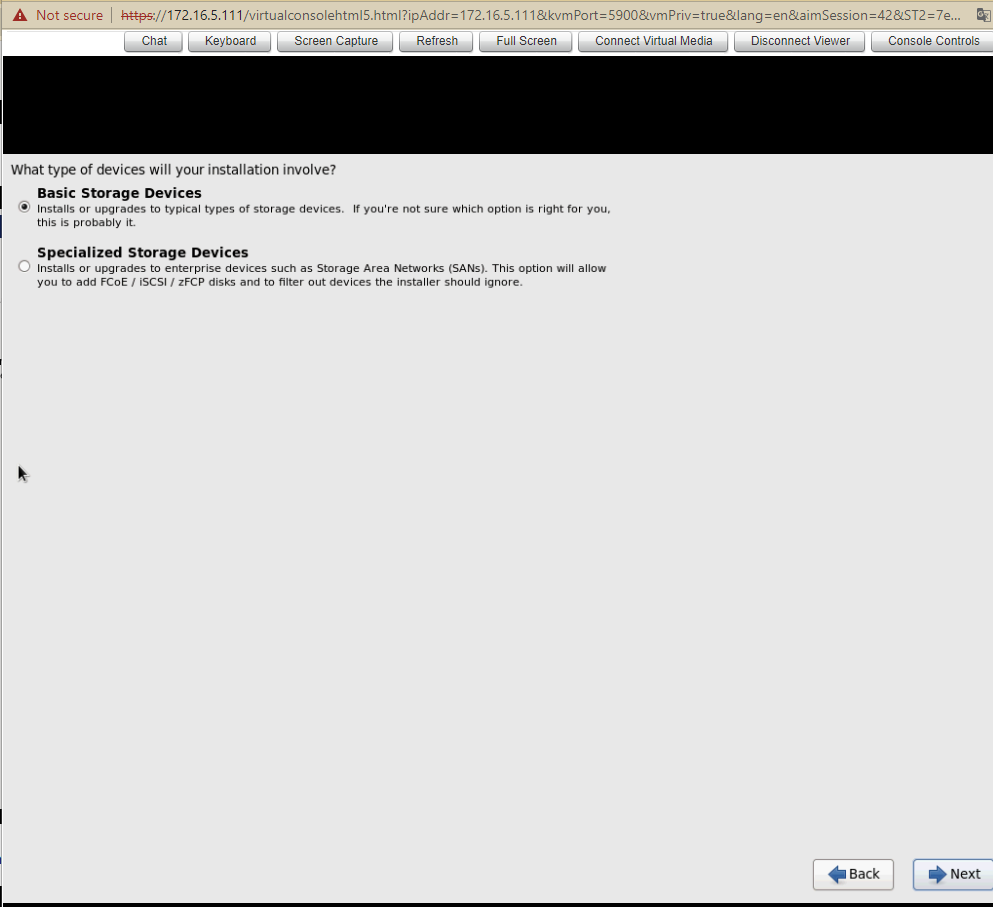 Not secure https://172.16.5.111/virtualconsolehtml5.html?ipAddr=172.16.5.111&kvmPort=5900&vmPriv=true&lang=en&aimSession=42&ST2=7e...
Chat Keyboard Screen Capture Refresh Full Screen Connect Virtual Media Disconnect Viewer Console Controls
What type of devices will your installation involve?
Basic Storage Devices
Installs or upgrades to typical types of storage devices.  If you're not sure which option is right for you,
this is probably it.
Specialized Storage Devices
Installs or upgrades to enterprise devices such as Storage Area Networks (SANs). This option will allow
you to add FCoE / iSCSI / zFCP disks and to filter out devices the installer should ignore.
Back Next